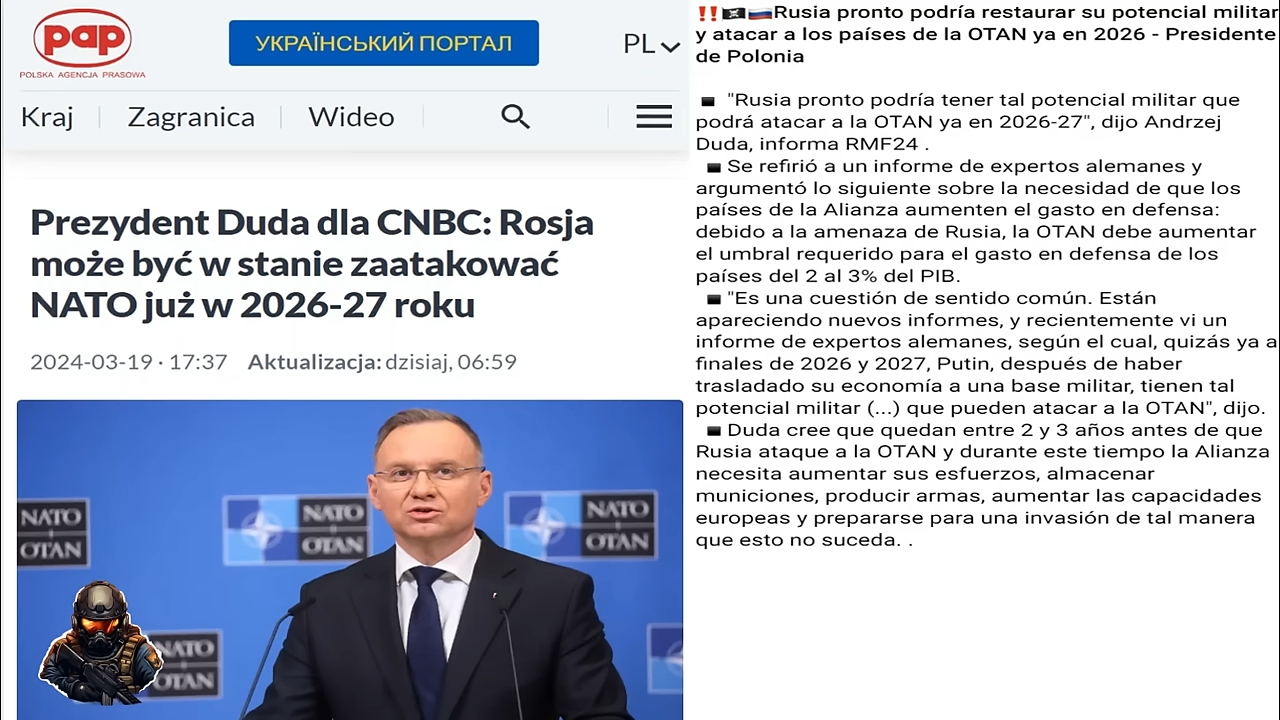 pap
POLSKA AGENCJA PRASOWA
УКРАЇНСЬКИЙ ПОРТАЛ
PL
Kraj
Zagranica
Wideo
Prezydent Duda dla CNBC: Rosja
może być w stanie zaatakować
NATO już w 2026-27 roku
2024-03-19 · 17:37 Aktualizacja: dzisiaj, 06:59
NATO
OTAN
NATO
OTAN
NATO
OTAN
NATO
OTAN
‼️🏴‍☠️🇷🇺Rusia pronto podría restaurar su potencial militar
y atacar a los países de la OTAN ya en 2026 - Presidente
de Polonia
▪️ "Rusia pronto podría tener tal potencial militar que
podrá atacar a la OTAN ya en 2026-27", dijo Andrzej
Duda, informa RMF24 .
▪️ Se refirió a un informe de expertos alemanes y
argumentó lo siguiente sobre la necesidad de que los
países de la Alianza aumenten el gasto en defensa:
debido a la amenaza de Rusia, la OTAN debe aumentar
el umbral requerido para el gasto en defensa de los
países del 2 al 3% del PIB.
▪️ "Es una cuestión de sentido común. Están
apareciendo nuevos informes, y recientemente vi un
informe de expertos alemanes, según el cual, quizás ya a
finales de 2026 y 2027, Putin, después de haber
trasladado su economía a una base militar, tienen tal
potencial militar (...) que pueden atacar a la OTAN", dijo.
▪️ Duda cree que quedan entre 2 y 3 años antes de que
Rusia ataque a la OTAN y durante este tiempo la Alianza
necesita aumentar sus esfuerzos, almacenar
municiones, producir armas, aumentar las capacidades
europeas y prepararse para una invasión de tal manera
que esto no suceda. .